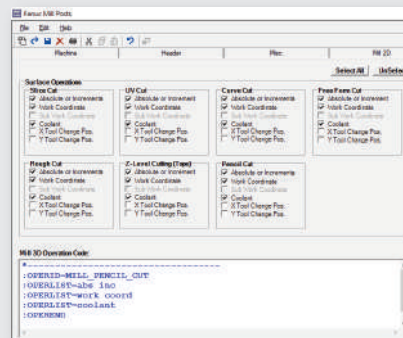 Fanuc Mill Posts
File Edit Help
Machine Header Misc. Mill 2D
Select All UnSelec
Surface Operations
Slice Cut UV Cut Curve Cut Free Form Cut
Absolute or Incrementa Absolute or Increment Absolute or Incrementa Absolute or Incrementa
Work Coordinate Work Coordinate Work Coordinate Work Coordinate
Sub Work Coordinate Sub Work Coordinate Sub Work Coordinate Sub Work Coordinate
Coolant Coolant Coolant Coolant
X Tool Change Pos. X Tool Change Pos. X Tool Change Pos. X Tool Change Pos.
Y Tool Change Pos. Y Tool Change Pos. Y Tool Change Pos. Y Tool Change Pos.
Rough Cut Z-Level Cutting (Tape) Pencil Cut
Absolute or Incrementa Absolute or Increment Absolute or Incrementa
Work Coordinate Work Coordinate Work Coordinate
Sub Work Coordinate Sub Work Coordinate Sub Work Coordinate
Coolant Coolant Coolant
X Tool Change Pos. X Tool Change Pos. X Tool Change Pos.
Y Tool Change Pos. Y Tool Change Pos. Y Tool Change Pos.
Mill 3D Operation Code:
*-----------------------------------
:OPERID=MILL_PENCIL_CUT
:OPERLIST=abs inc
:OPERLIST=work coord
:OPERLIST=coolant
:OPEREND